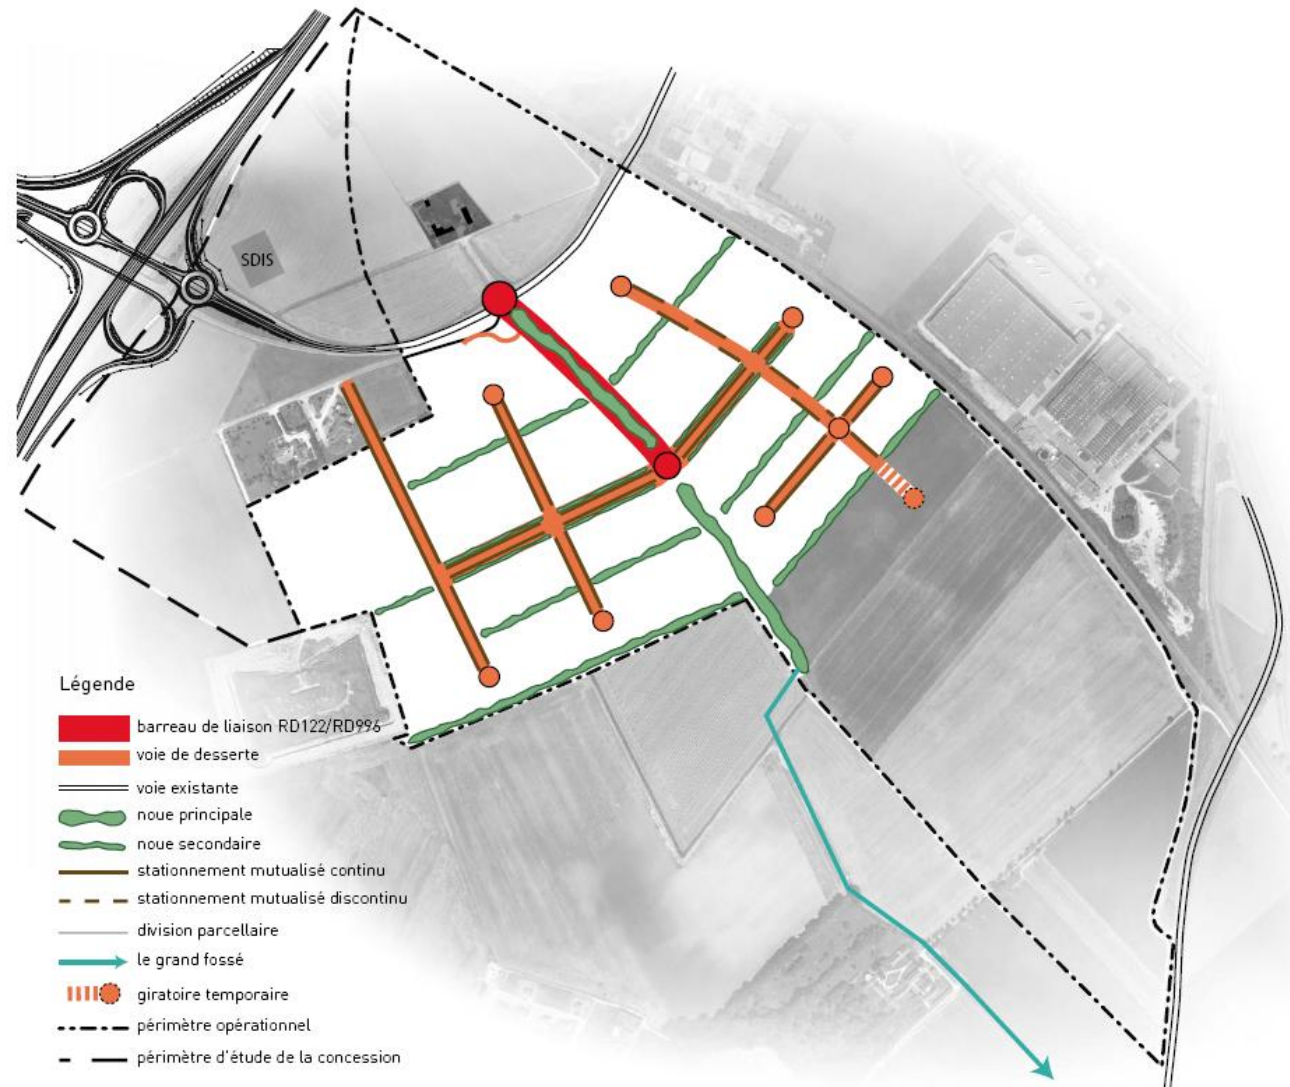 SDIS
Légende
barreau de liaison RD122/RD996
voie de desserte
voie existante
noue principale
noue secondaire
stationnement mutualisé continu
stationnement mutualisé discontinu
division parcellaire
le grand fossé
giratoire temporaire
périmètre opérationnel
périmètre d'étude de la concession